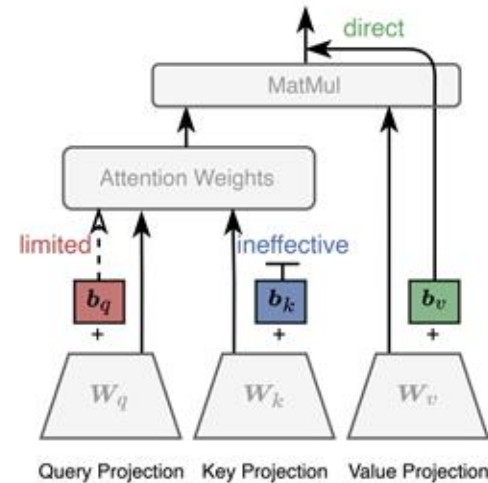 direct
MatMul
Attention Weights
limited
ineffective
b_q
b_k
b_v
+
+
+
W_q
W_k
W_v
Query Projection
Key Projection
Value Projection